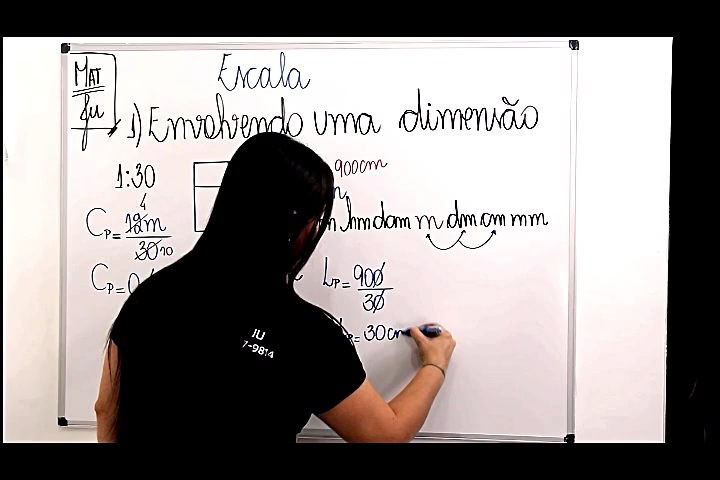 MAT
Ju
Escala
1) Envolvendo uma dimensão
1:30
900cm
hm dam m dm cm mm
4
Cp= 12m
30 10
Cp= 0
Lp= 900
30
p= 30cm
IU
7-9814